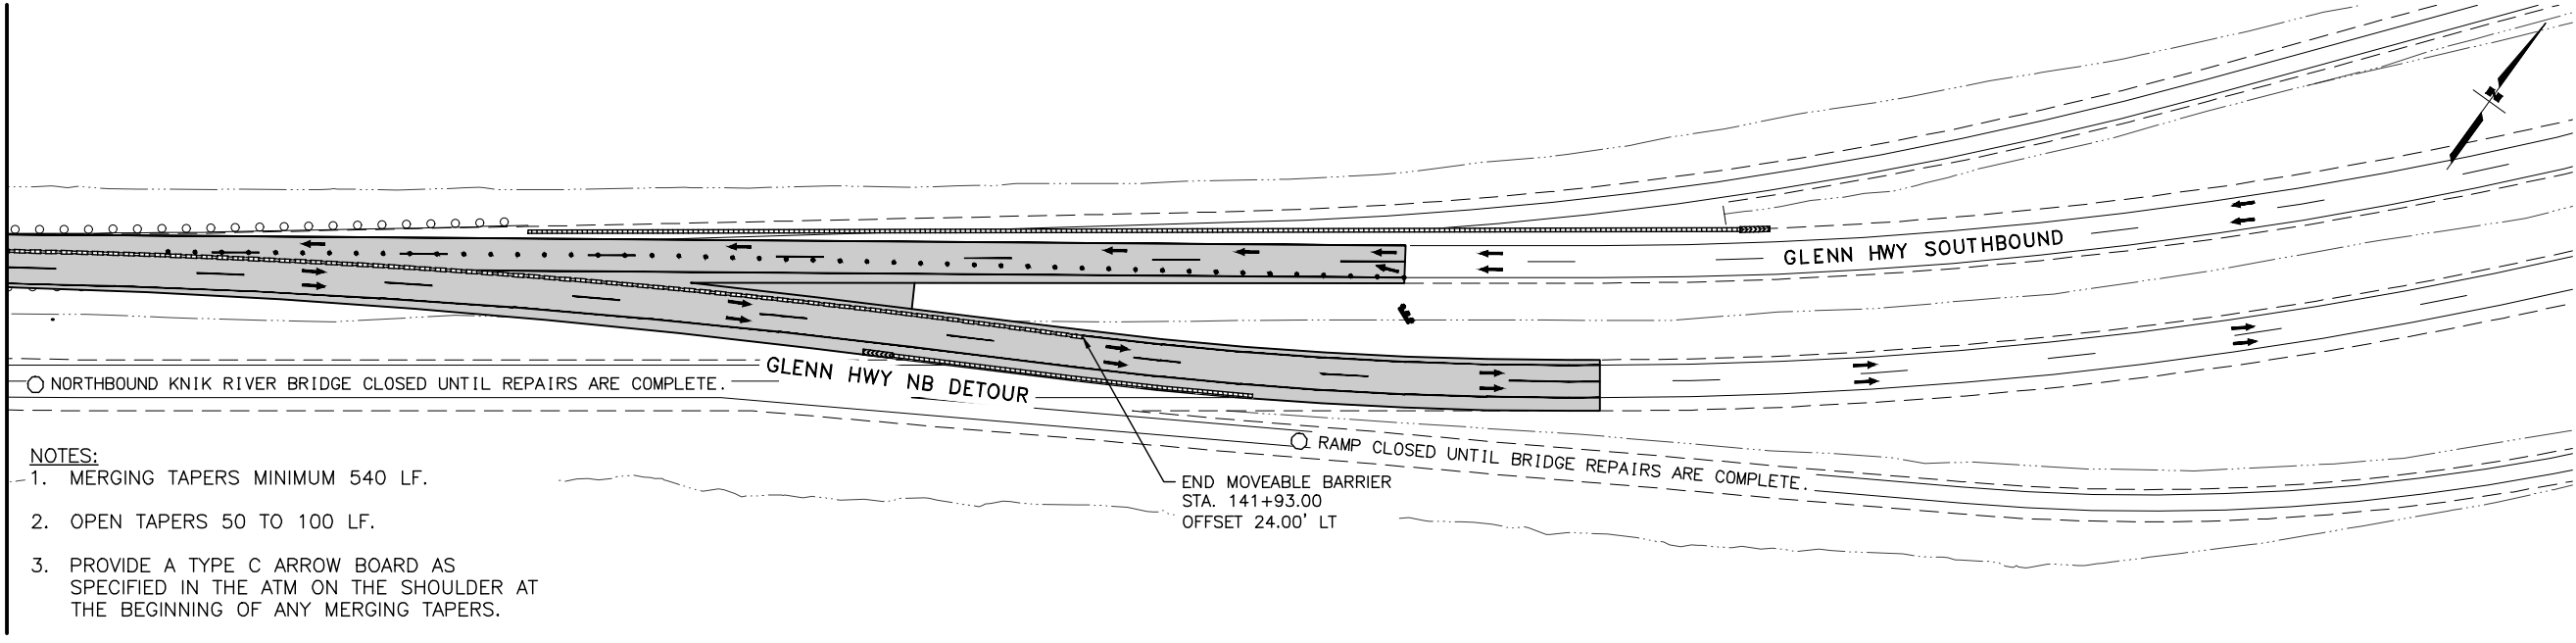 GLENN HWY SOUTHBOUND
NORTHBOUND KNIK RIVER BRIDGE CLOSED UNTIL REPAIRS ARE COMPLETE.
GLENN HWY NB DETOUR
RAMP CLOSED UNTIL BRIDGE REPAIRS ARE COMPLETE.
END MOVEABLE BARRIER
STA. 141+93.00
OFFSET 24.00' LT
NOTES:
1. MERGING TAPERS MINIMUM 540 LF.
2. OPEN TAPERS 50 TO 100 LF.
3. PROVIDE A TYPE C ARROW BOARD AS
SPECIFIED IN THE ATM ON THE SHOULDER AT
THE BEGINNING OF ANY MERGING TAPERS.
N